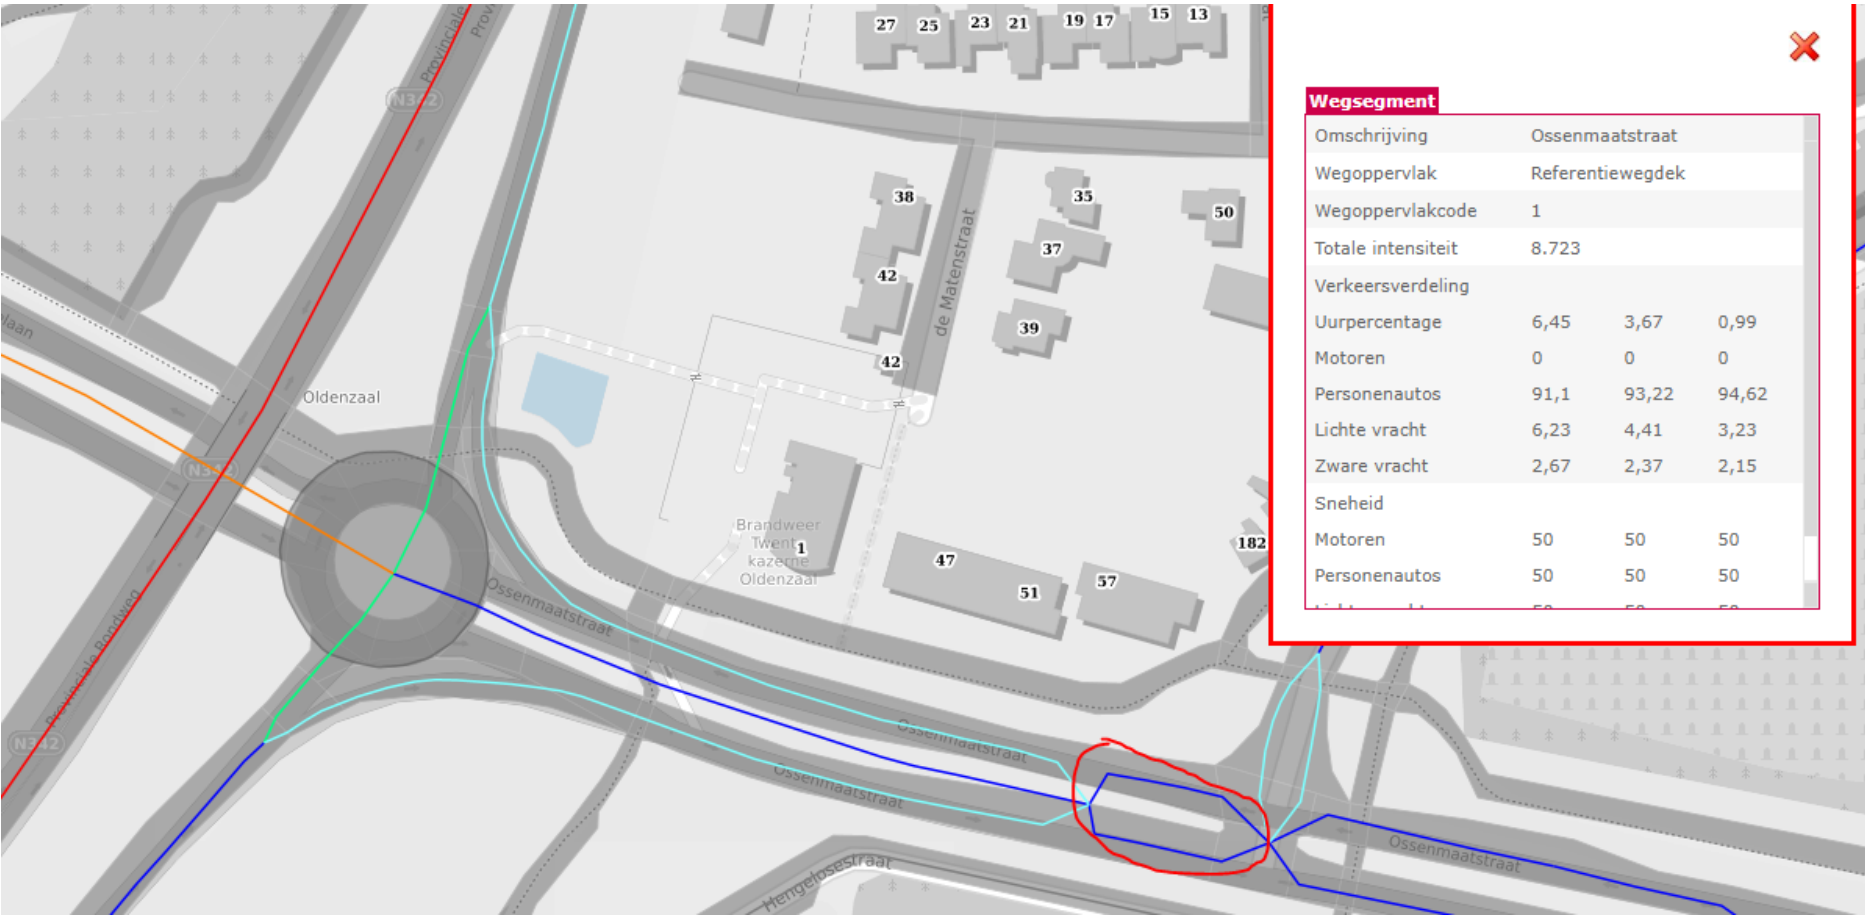 Provinciale
Prov
N342
27
25
23
21
19
17
15
13
Wegsegment
Omschrijving Ossenmaatstraat
Wegoppervlak Referentiewegdek
Wegoppervlakcode 1
Totale intensiteit 8.723
Verkeersverdeling
Uurpercentage 6,45 3,67 0,99
Motoren 0 0 0
Personenautos 91,1 93,22 94,62
Lichte vracht 6,23 4,41 3,23
Zware vracht 2,67 2,37 2,15
Sneheid
Motoren 50 50 50
Personenautos 50 50 50
38
35
50
42
37
de Matenstraat
39
42
elaan
Oldenzaal
N342
Brandweer
Twent
kazerne
Oldenzaal
1
47
51
57
182
Provinciale Rondweg
N342
Ossenmaatstraat
Ossenmaatstraat
Ossenmaatstraat
Ossenmaatstraat
Hengelosestraat